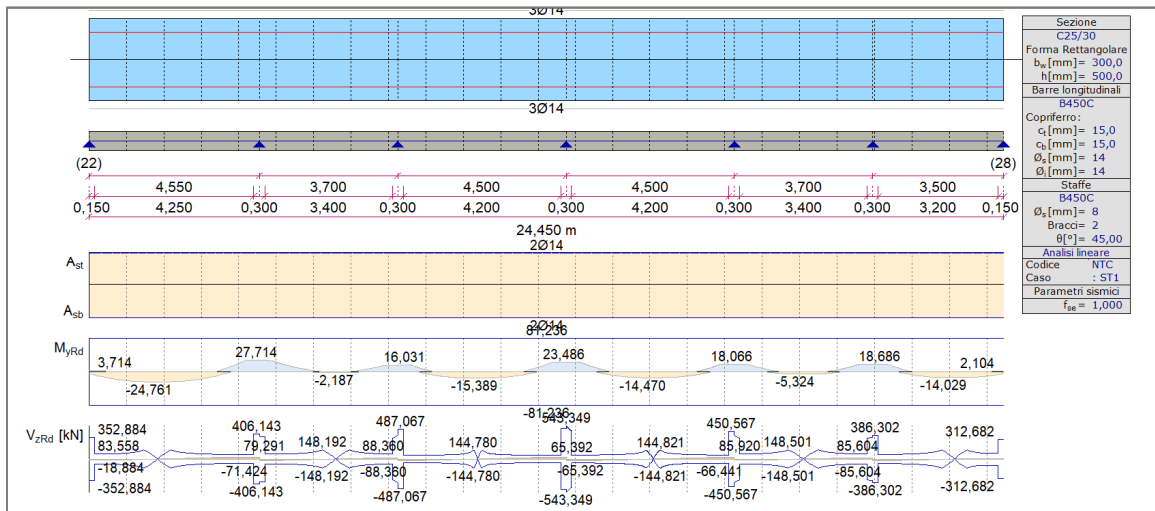 3Ø14
3Ø14
(22) (28)
4,550 3,700 4,500 4,500 3,700 3,500
0,150 4,250 0,300 3,400 0,300 4,200 0,300 4,200 0,300 3,400 0,300 3,200 0,150
24,450 m
2Ø14
Ast
Asb
2Ø14
MyRd
81,236
3,714 27,714 16,031 23,486 18,066 18,686 2,104
-24,761 -2,187 -15,389 -14,470 -5,324 -14,029
-81,236
VzRd [kN]
352,884 406,143 487,067 543,349 450,567 386,302 312,682
83,558 79,291 148,192 88,360 144,780 65,392 144,821 85,920 148,501 85,604
-18,884 -71,424 -148,192 -88,360 -144,780 -65,392 -144,821 -66,441 -148,501 -85,604
-352,884 -406,143 -487,067 -543,349 -450,567 -386,302 -312,682
Sezione
C25/30
Forma Rettangolare
bw[mm]= 300,0
h[mm]= 500,0
Barre longitudinali
B450C
Copriferro:
ct[mm]= 15,0
cb[mm]= 15,0
Øs[mm]= 14
Øi[mm]= 14
Staffe
B450C
Øs[mm]= 8
Bracci= 2
θ[°]= 45,00
Analisi lineare
Codice NTC
Caso : ST1
Parametri sismici
fse= 1,000